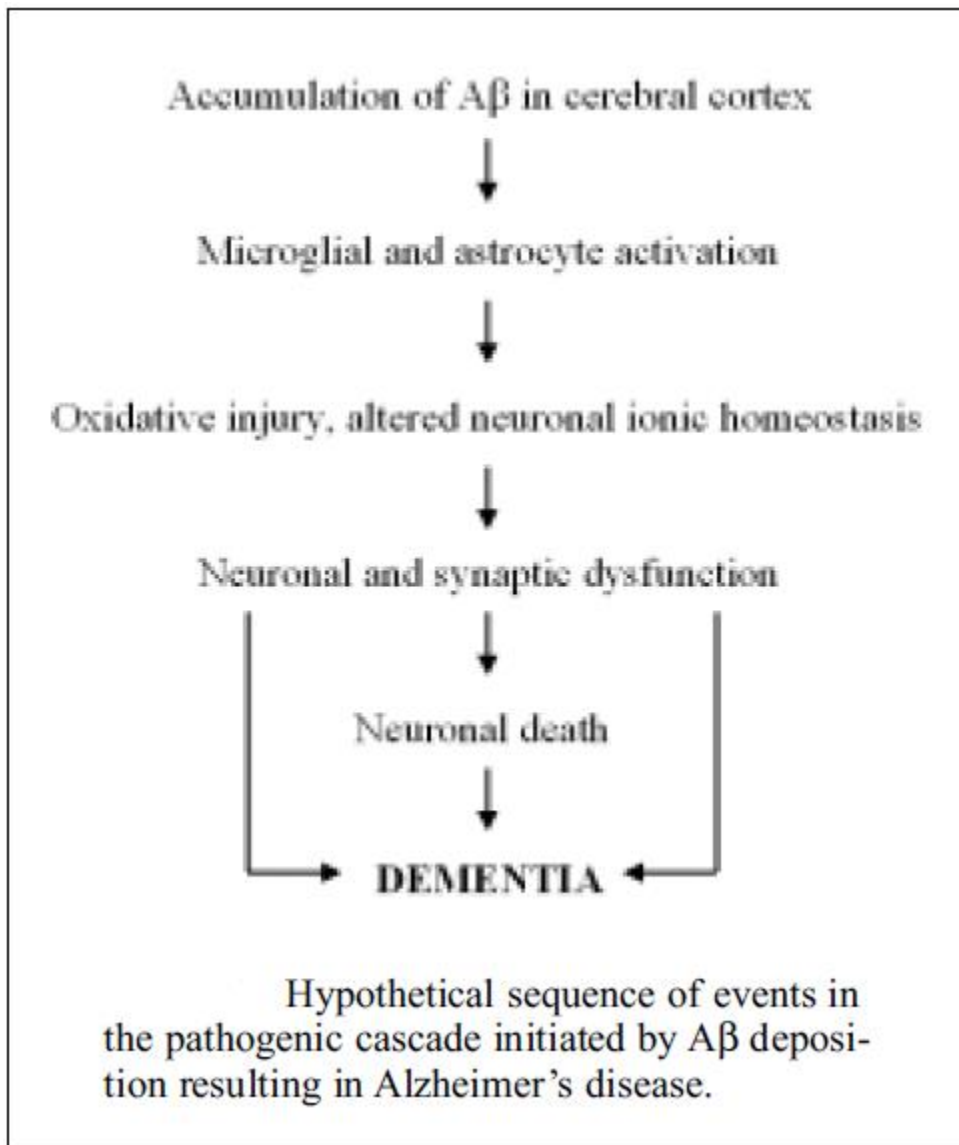 Accumulation of Aβ in cerebral cortex
Microglial and astrocyte activation
Oxidative injury, altered neuronal ionic homeostasis
Neuronal and synaptic dysfunction
Neuronal death
DEMENTIA
Hypothetical sequence of events in
the pathogenic cascade initiated by Aβ deposi-
tion resulting in Alzheimer’s disease.